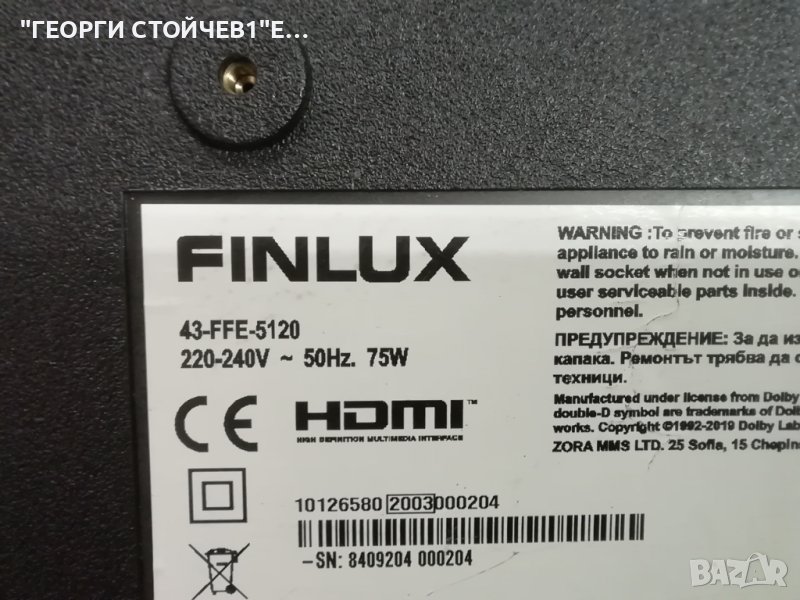 "ГЕОРГИ СТОЙЧЕВ1"Е...
FINLUX
43-FFE-5120
220-240V ~ 50Hz. 75W
CE HDMI™
HIGH DEFINITION MULTIMEDIA INTERFACE
10126580 2003000204
-SN: 8409204 000204
WARNING :To prevent fire or
appliance to rain or moisture.
wall socket when not in use
user serviceable parts inside.
personnel.
ПРЕДУПРЕЖДЕНИЕ: За да
капака. Ремонтът трябва да
техници.
Manufactured under license from Dolby
double-D symbol are trademarks of
works. Copyright ©1992-2019 Dolby
ZORA MMS LTD. 25 Sofia, 15
BAZAR